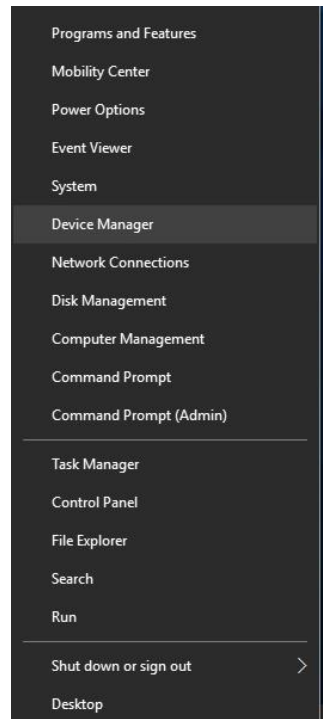 Programs and Features
Mobility Center
Power Options
Event Viewer
System
Device Manager
Network Connections
Disk Management
Computer Management
Command Prompt
Command Prompt (Admin)
Task Manager
Control Panel
File Explorer
Search
Run
Shut down or sign out
Desktop